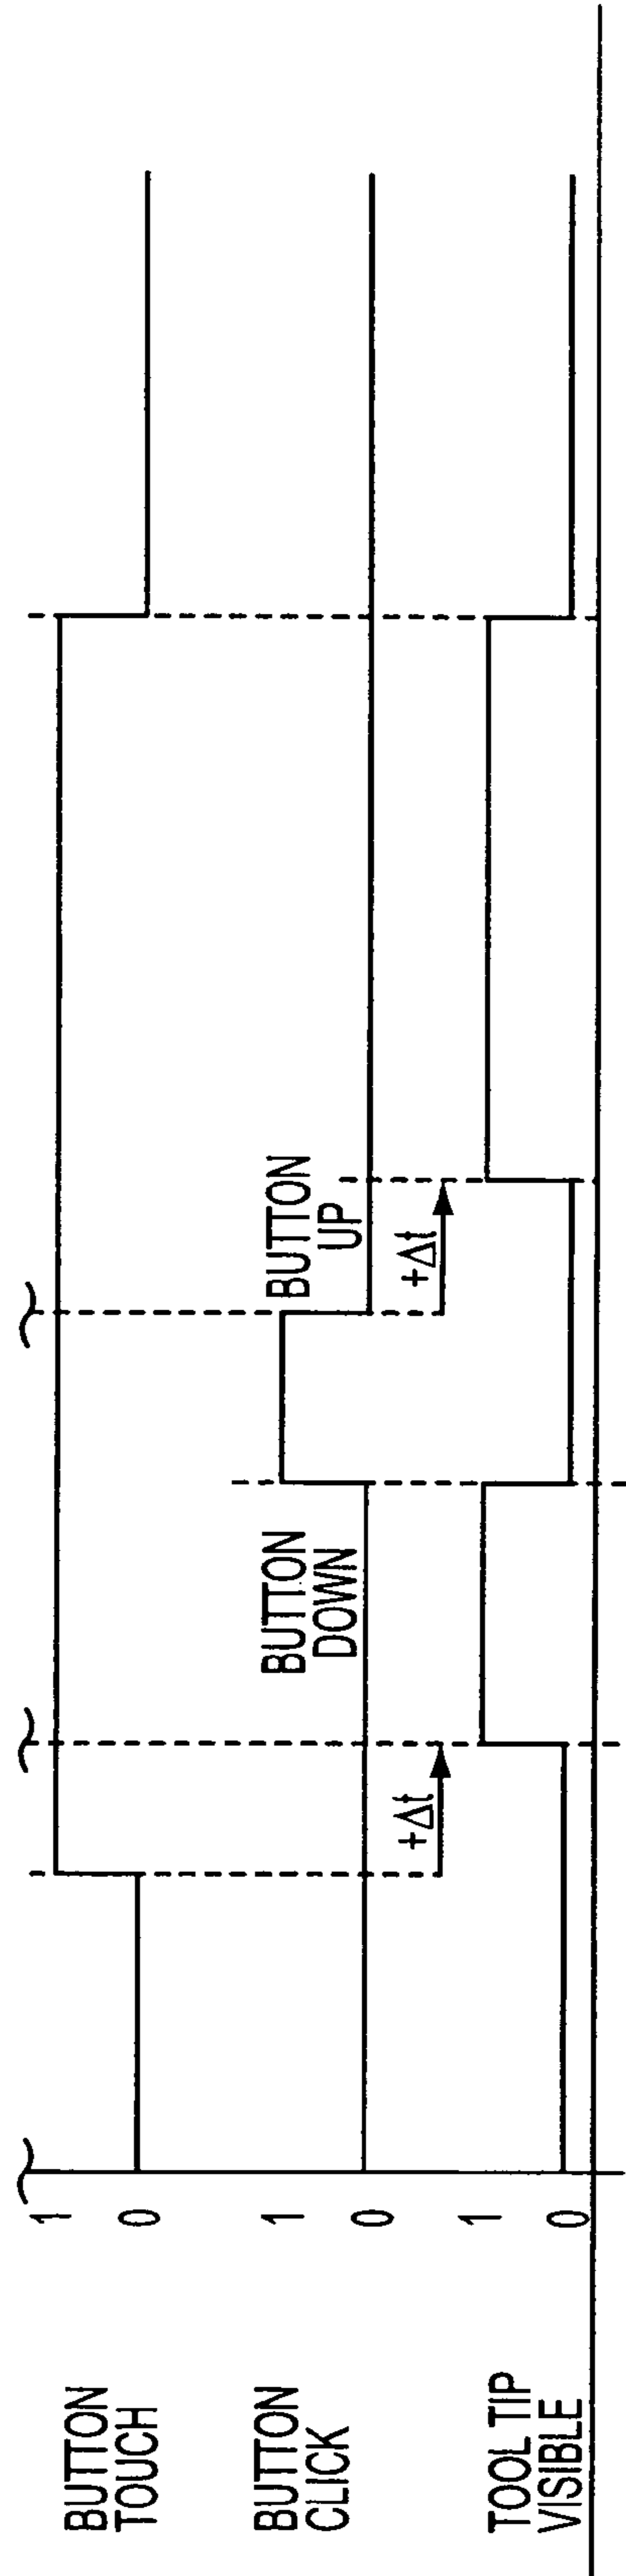 BUTTON
TOUCH
1
0
BUTTON
CLICK
1
0
BUTTON
DOWN
BUTTON
UP
+Δt
+Δt
TOOL TIP
VISIBLE
1
0